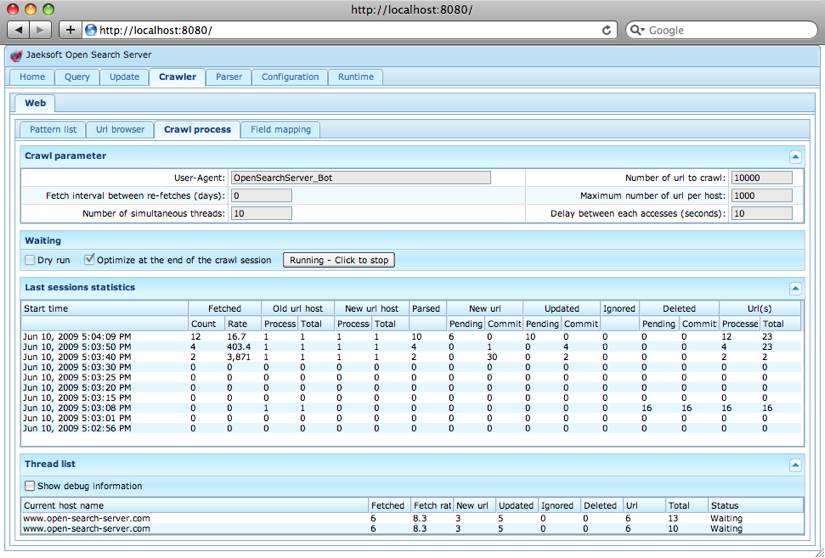 http://localhost:8080/
http://localhost:8080/ Google
Jaeksoft Open Search Server
Home Query Update Crawler Parser Configuration Runtime
Web
Pattern list Url browser Crawl process Field mapping
Crawl parameter
User-Agent: OpenSearchServer_Bot Number of url to crawl: 10000
Fetch interval between re-fetches (days): 0 Maximum number of url per host: 1000
Number of simultaneous threads: 10 Delay between each accesses (seconds): 10
Waiting
Dry run Optimize at the end of the crawl session Running - Click to stop
Last sessions statistics
Start time Fetched Old url host New url host Parsed New url Updated Ignored Deleted Url(s)
Count Rate Process Total Process Total Pending Commit Pending Commit Pending Commit Processe Total
Jun 10, 2009 5:04:09 PM 12 16.7 1 1 1 1 10 6 0 10 0 0 0 0 12 23
Jun 10, 2009 5:03:50 PM 4 403.4 1 1 1 1 4 0 1 0 4 0 0 0 4 23
Jun 10, 2009 5:03:40 PM 2 3,871 1 1 1 1 2 0 30 0 2 0 0 0 2 2
Jun 10, 2009 5:03:30 PM 0 0 0 0 0 0 0 0 0 0 0 0 0 0 0 0
Jun 10, 2009 5:03:25 PM 0 0 0 0 0 0 0 0 0 0 0 0 0 0 0 0
Jun 10, 2009 5:03:20 PM 0 0 0 0 0 0 0 0 0 0 0 0 0 0 0 0
Jun 10, 2009 5:03:15 PM 0 0 0 0 0 0 0 0 0 0 0 0 0 0 0 0
Jun 10, 2009 5:03:08 PM 0 0 1 1 0 0 0 0 0 0 0 0 16 16 16 16
Jun 10, 2009 5:03:01 PM 0 0 0 0 0 0 0 0 0 0 0 0 0 0 0 0
Jun 10, 2009 5:02:56 PM 0 0 0 0 0 0 0 0 0 0 0 0 0 0 0 0
Thread list
Show debug information
Current host name Fetched Fetch rat New url Updated Ignored Deleted Url Total Status
www.open-search-server.com 6 8.3 3 5 0 0 6 13 Waiting
www.open-search-server.com 6 8.3 3 5 0 0 6 10 Waiting